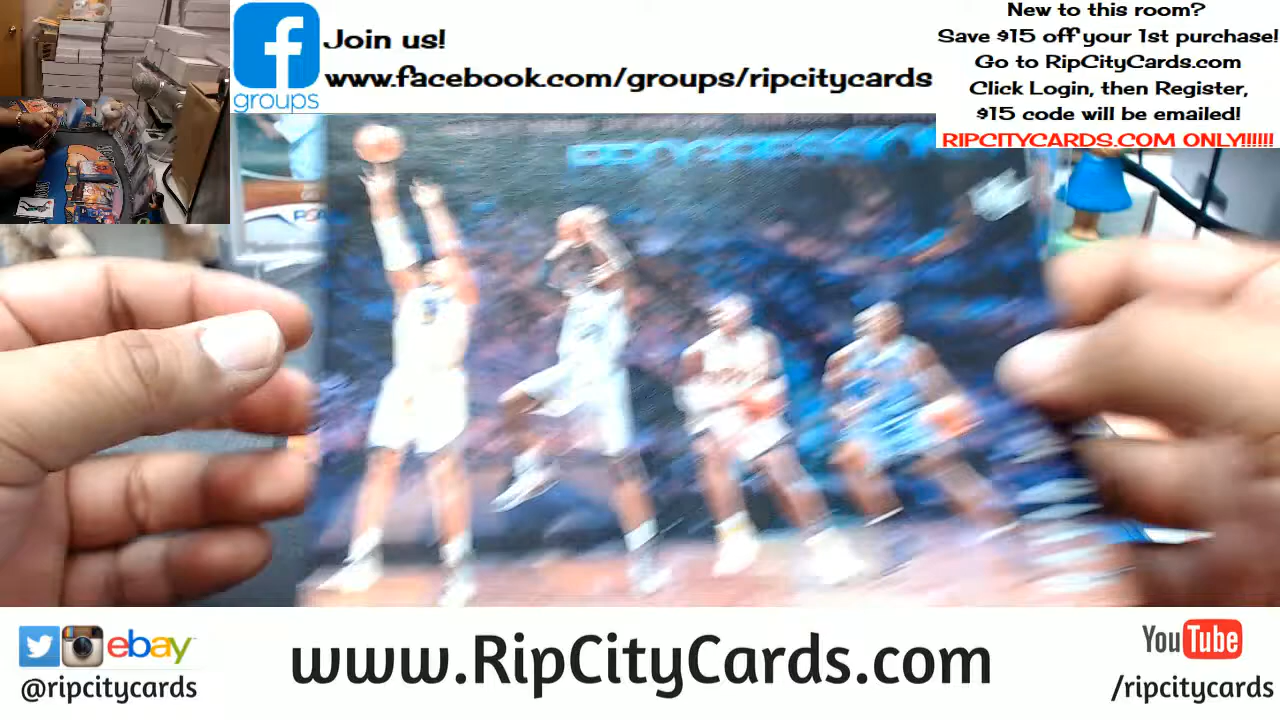 Join us!
www.facebook.com/groups/ripcitycards
groups
New to this room?
Save $15 off your 1st purchase!
Go to RipCityCards.com
Click Login, then Register,
$15 code will be emailed!
RIPCITYCARDS.COM ONLY!!!!!!
ebay
@ripcitycards
www.RipCityCards.com
YouTube
/ripcitycards